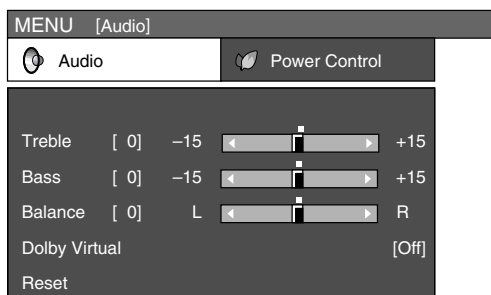 MENU [Audio]
Audio Power Control
Treble [ 0] –15 +15
Bass [ 0] –15 +15
Balance [ 0] L R
Dolby Virtual [Off]
Reset